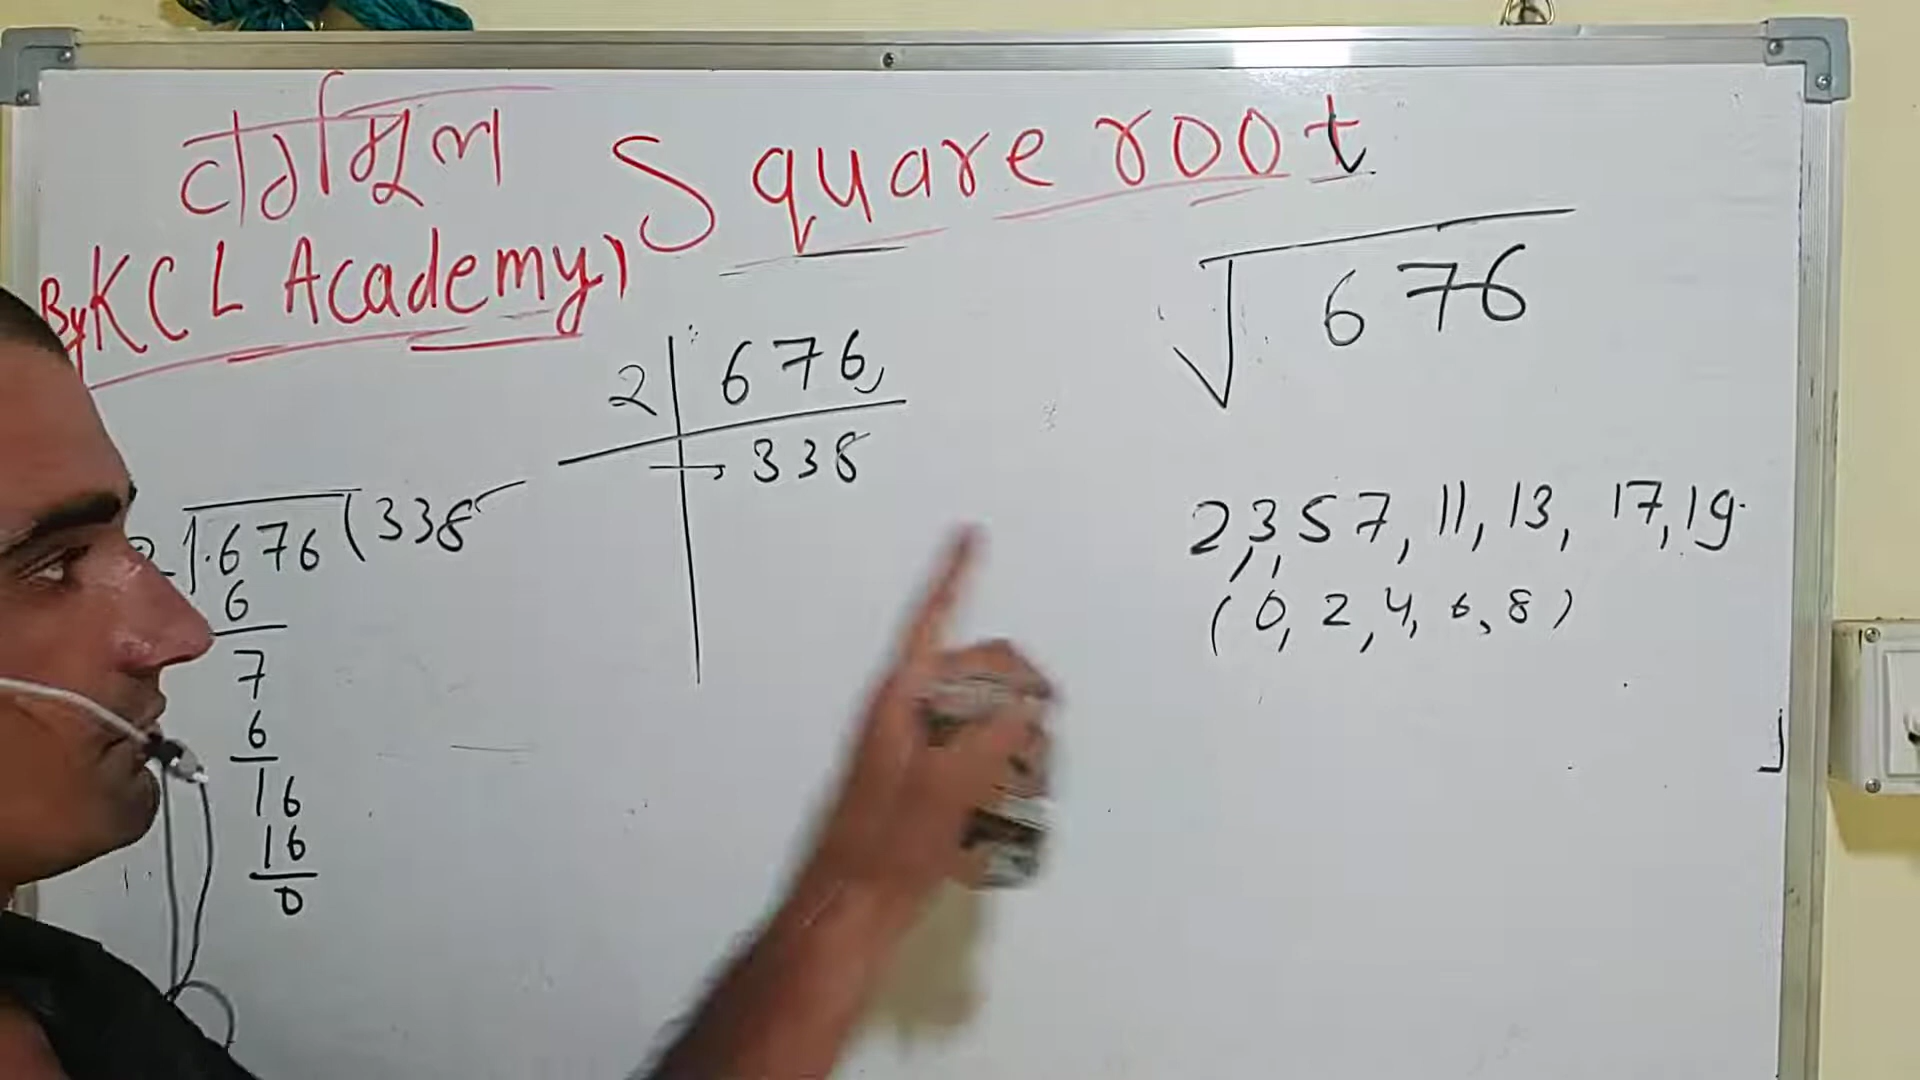 वर्गमूल Square root
By KCL Academy)
√676
2 | 676
338
2)676(338
6
7
6
16
16
0
2,3,5 7, 11, 13, 17, 19
(0, 2, 4, 6, 8)